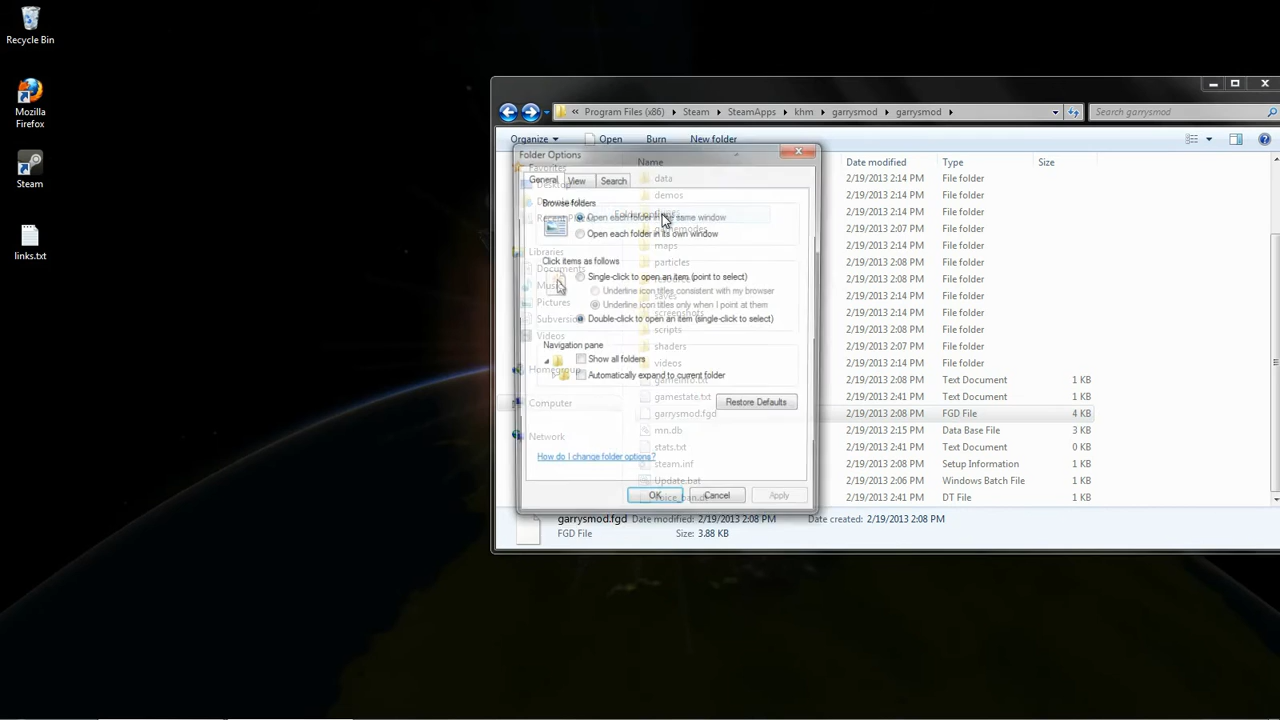 Recycle Bin
Mozilla
Firefox
Steam
links.txt
« Program Files (x86) Steam SteamApps khm garrysmod garrysmod
Search garrysmod
Organize Open Burn New folder
Folder Options
General View Search
Browse folders
Open each folder in the same window
Open each folder in its own window
Click items as follows
Single-click to open an item (point to select)
Underline icon titles consistent with my browser
Underline icon titles only when I point at them
Double-click to open an item (single-click to select)
Navigation pane
Show all folders
Automatically expand to current folder
Restore Defaults
How do I change folder options?
OK Cancel Apply
Favorites
Libraries
Documents
Pictures
Videos
Homegroup
Computer
Network
Name Date modified Type Size
data 2/19/2013 2:14 PM File folder
demos 2/19/2013 2:14 PM File folder
2/19/2013 2:14 PM File folder
gamemodes 2/19/2013 2:07 PM File folder
maps 2/19/2013 2:14 PM File folder
particles 2/19/2013 2:08 PM File folder
2/19/2013 2:08 PM File folder
saves 2/19/2013 2:14 PM File folder
screenshots 2/19/2013 2:14 PM File folder
scripts 2/19/2013 2:08 PM File folder
shaders 2/19/2013 2:07 PM File folder
videos 2/19/2013 2:14 PM File folder
gameinfo.txt 2/19/2013 2:08 PM Text Document 1 KB
gamestate.txt 2/19/2013 2:14 PM Text Document 1 KB
garrysmod.fgd 2/19/2013 2:08 PM FGD File 4 KB
mn.db 2/19/2013 2:15 PM Data Base File 3 KB
stats.txt 2/19/2013 2:41 PM Text Document 0 KB
steam.inf 2/19/2013 2:08 PM Setup Information 1 KB
Update.bat 2/19/2013 2:08 PM Windows Batch File 1 KB
voice_ban.dt 2/19/2013 2:41 PM DT File 1 KB
garrysmod.fgd Date modified: 2/19/2013 2:08 PM Date created: 2/19/2013 2:08 PM
FGD File Size: 3.88 KB